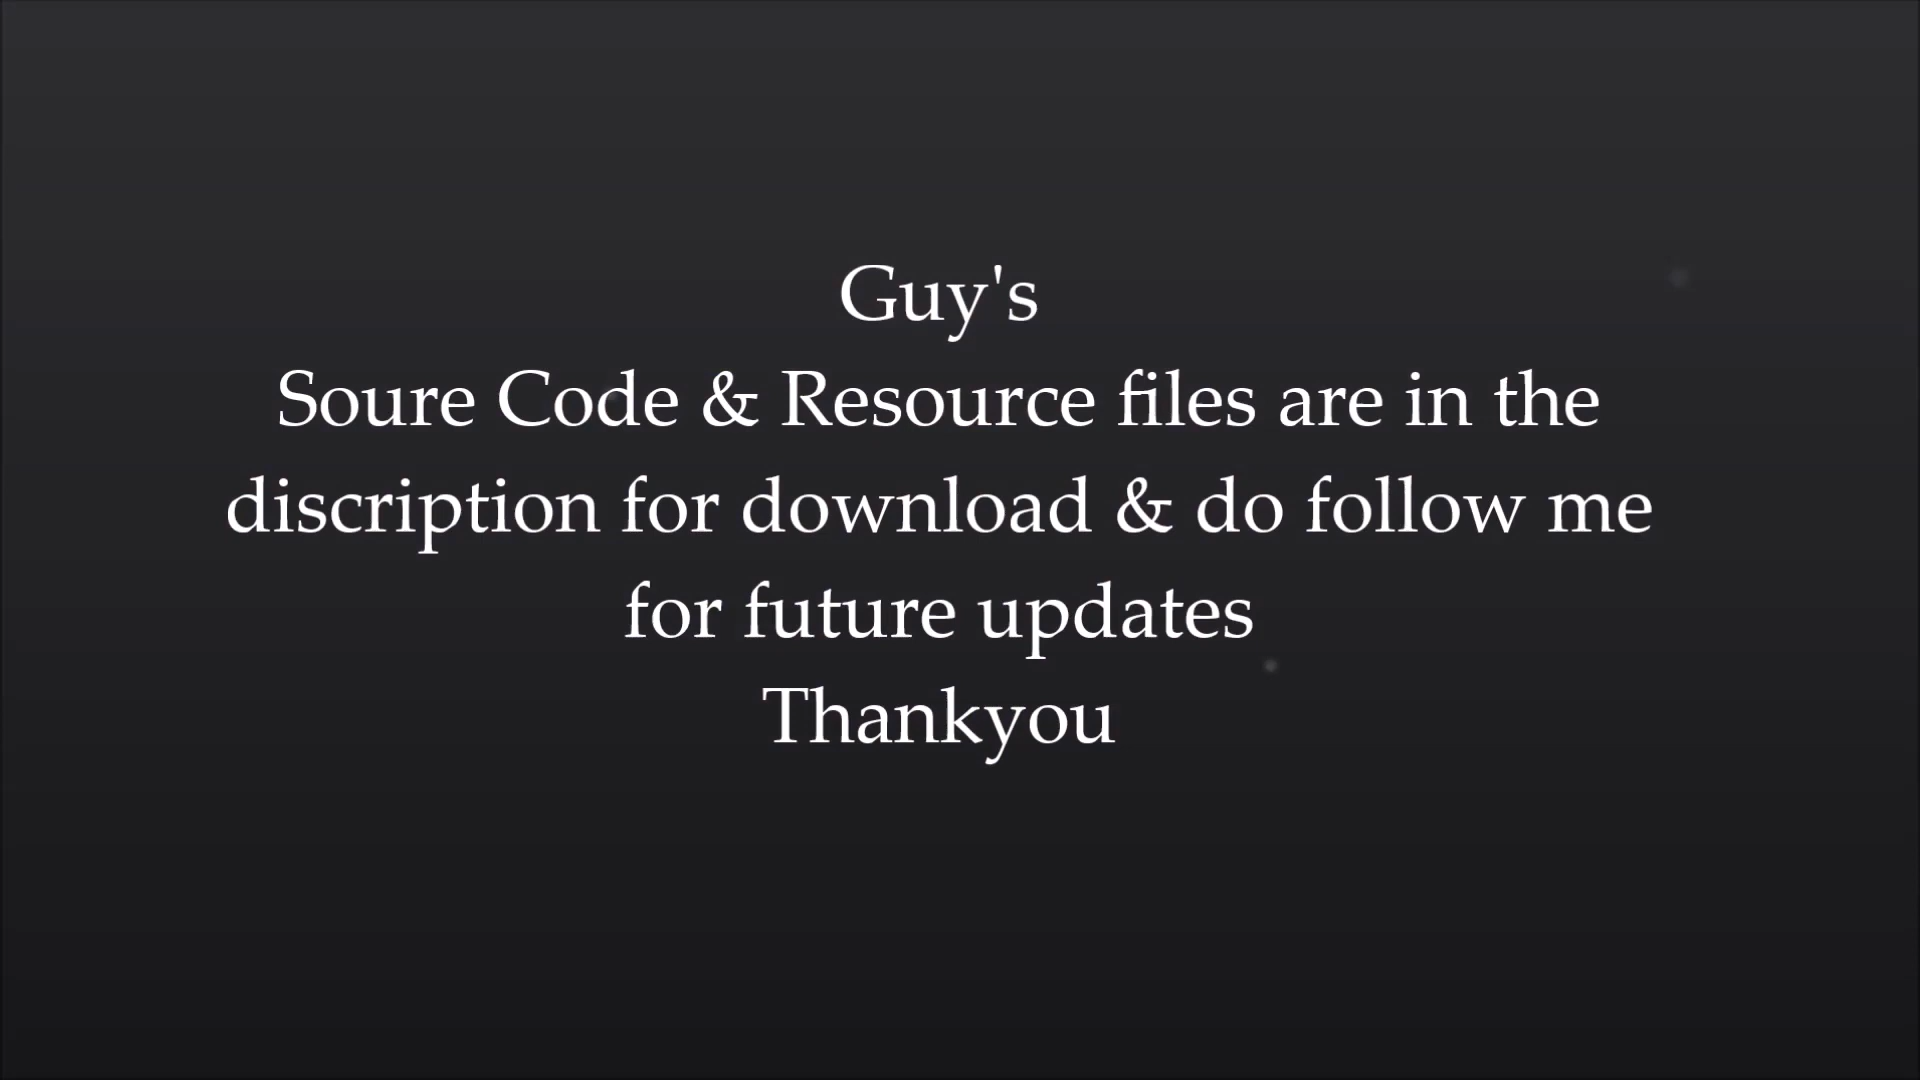 Guy's
Soure Code & Resource files are in the
discription for download & do follow me
for future updates
Thankyou